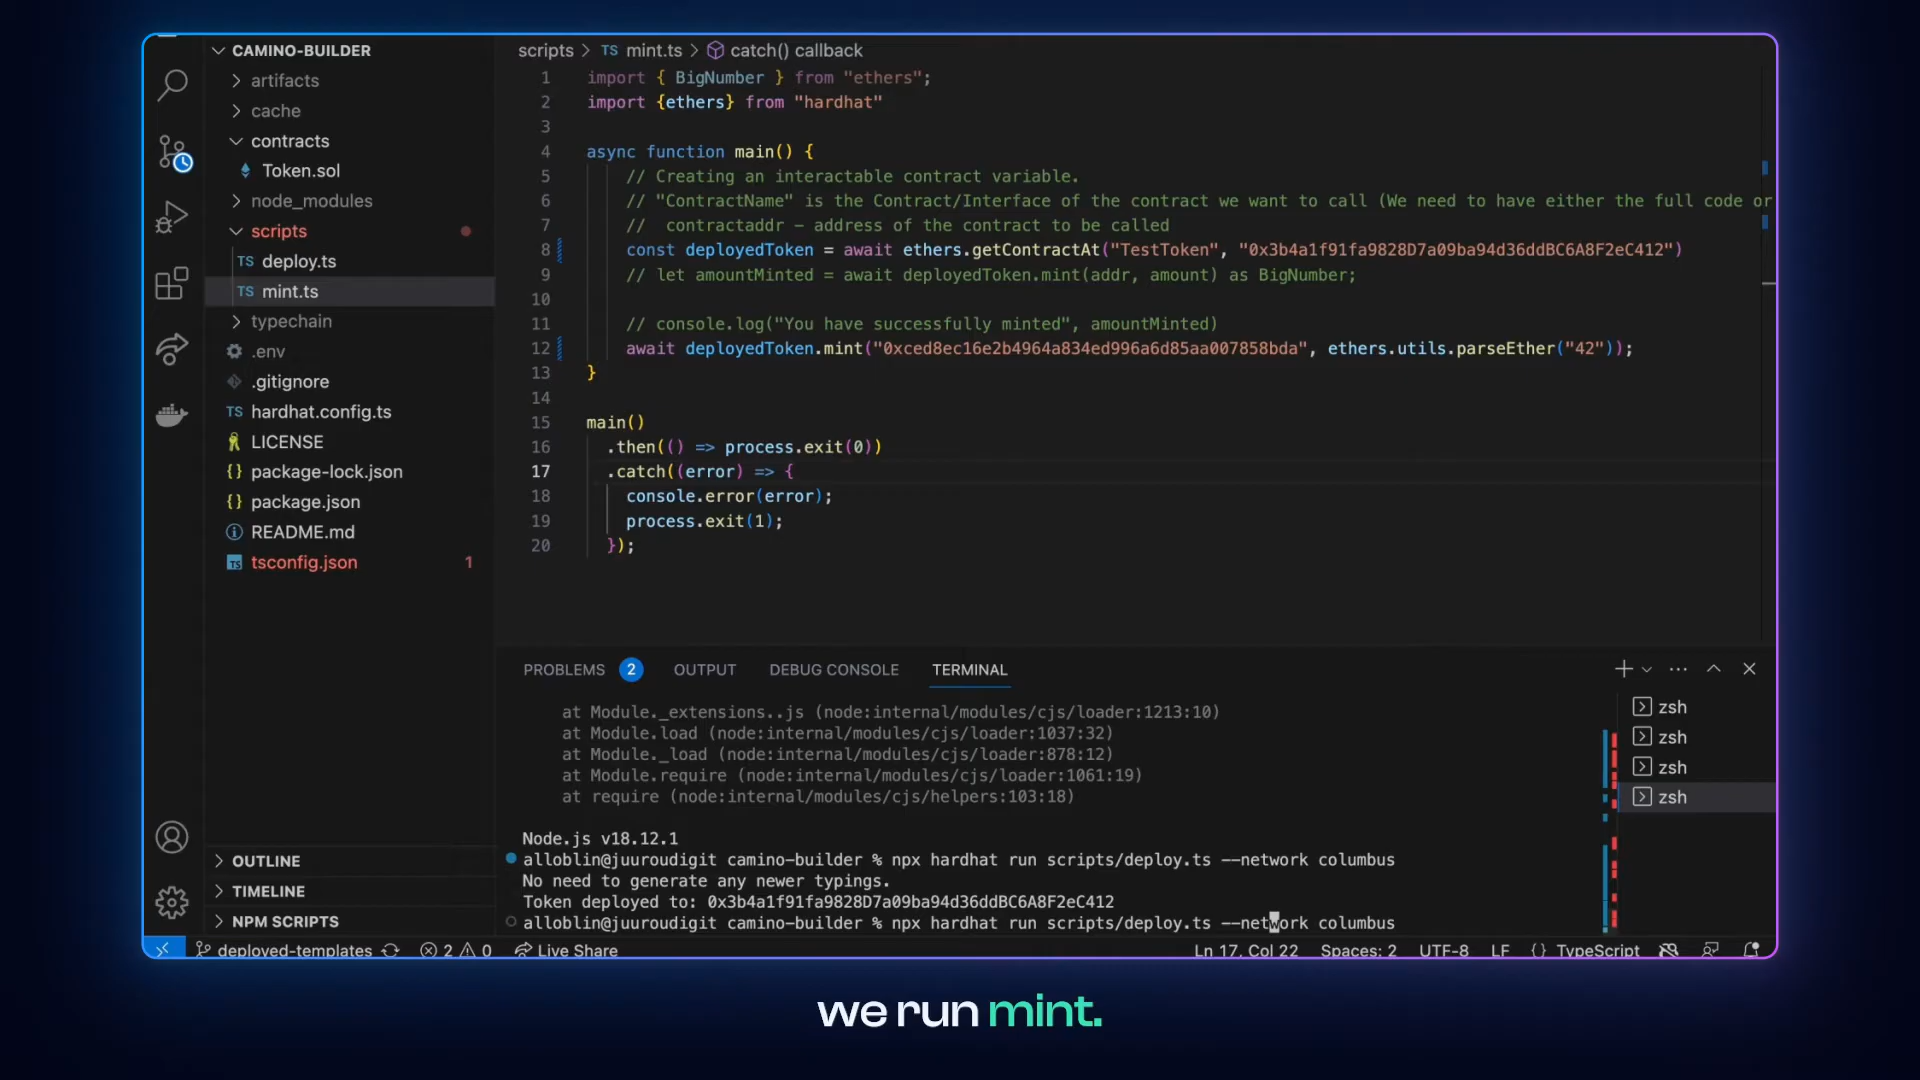 CAMINO-BUILDER
artifacts
cache
contracts
Token.sol
node_modules
scripts
TS deploy.ts
TS mint.ts
typechain
.env
.gitignore
TS hardhat.config.ts
LICENSE
{} package-lock.json
{} package.json
README.md
TS tsconfig.json 1
OUTLINE
TIMELINE
NPM SCRIPTS
scripts > TS mint.ts > catch() callback
1 import { BigNumber } from "ethers";
2 import {ethers} from "hardhat"
3
4 async function main() {
5 // Creating an interactable contract variable.
6 // "ContractName" is the Contract/Interface of the contract we want to call (We need to have either the full code or
7 //  contractaddr – address of the contract to be called
8 const deployedToken = await ethers.getContractAt("TestToken", "0x3b4a1f91fa9828D7a09ba94d36ddBC6A8F2eC412")
9 // let amountMinted = await deployedToken.mint(addr, amount) as BigNumber;
10
11 // console.log("You have successfully minted", amountMinted)
12 await deployedToken.mint("0xced8ec16e2b4964a834ed996a6d85aa007858bda", ethers.utils.parseEther("42"));
13 }
14
15 main()
16 .then(() => process.exit(0))
17 .catch((error) => {
18 console.error(error);
19 process.exit(1);
20 });
PROBLEMS 2 OUTPUT DEBUG CONSOLE TERMINAL
at Module._extensions..js (node:internal/modules/cjs/loader:1213:10)
at Module.load (node:internal/modules/cjs/loader:1037:32)
at Module._load (node:internal/modules/cjs/loader:878:12)
at Module.require (node:internal/modules/cjs/loader:1061:19)
at require (node:internal/modules/cjs/helpers:103:18)
Node.js v18.12.1
alloblin@juuroudigit camino-builder % npx hardhat run scripts/deploy.ts --network columbus
No need to generate any newer typings.
Token deployed to: 0x3b4a1f91fa9828D7a09ba94d36ddBC6A8F2eC412
alloblin@juuroudigit camino-builder % npx hardhat run scripts/deploy.ts --network columbus
zsh
zsh
zsh
zsh
deployed-templates 2 0 Live Share Ln 17, Col 22 Spaces: 2 UTF-8 LF {} TypeScript
we run mint.